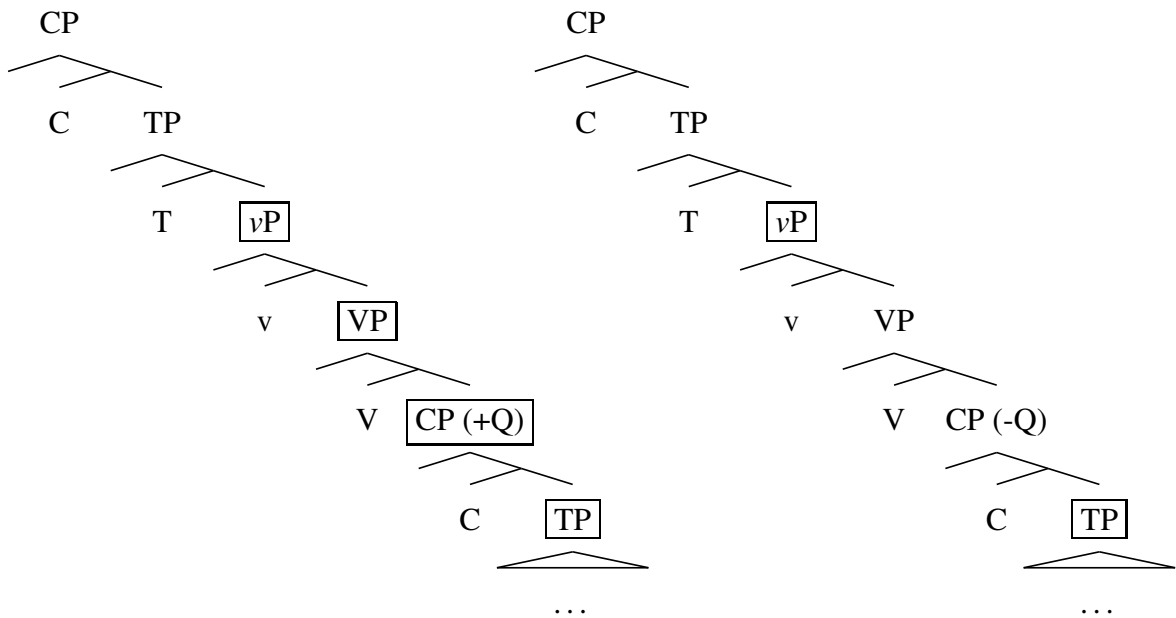 CP CP
C TP C TP
T vP T vP
v VP v VP
V CP (+Q) V CP (-Q)
C TP C TP
... ...